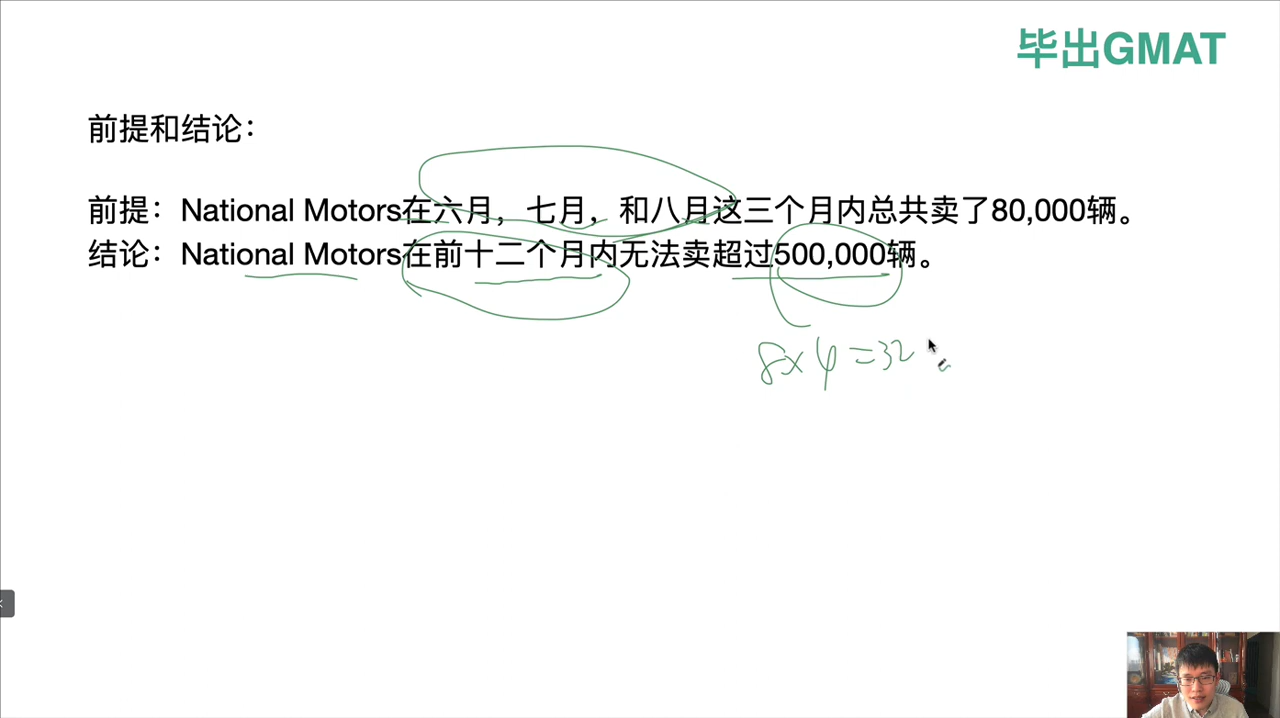 毕出GMAT
前提和结论：
前提：National Motors在六月，七月，和八月这三个月内总共卖了80,000辆。
结论：National Motors在前十二个月内无法卖超过500,000辆。
8×4=32